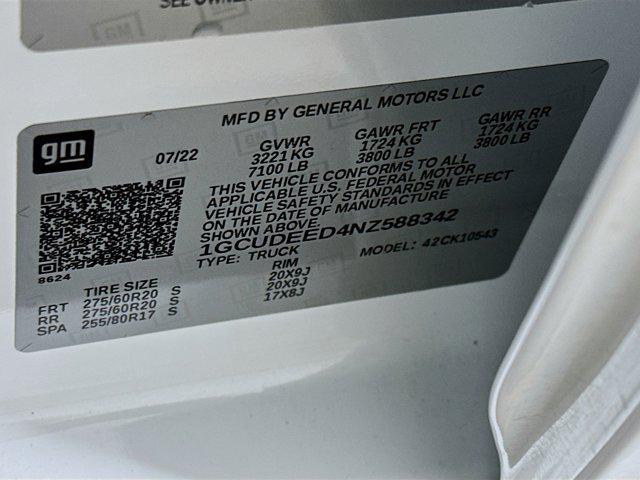 SEE OWNER
MFD BY GENERAL MOTORS LLC
gm
07/22
GVWR GAWR FRT GAWR RR
3221 KG 1724 KG 1724 KG
7100 LB 3800 LB 3800 LB
THIS VEHICLE CONFORMS TO ALL
APPLICABLE U.S. FEDERAL MOTOR
VEHICLE SAFETY STANDARDS IN EFFECT
ON THE DATE OF MANUFACTURE
SHOWN ABOVE.
1GCUDEED4NZ588342
TYPE: TRUCK MODEL: 42CK10543
8624
TIRE SIZE RIM
FRT 275/60R20 S 20X9J
RR 275/60R20 S 20X9J
SPA 255/80R17 S 17X8J